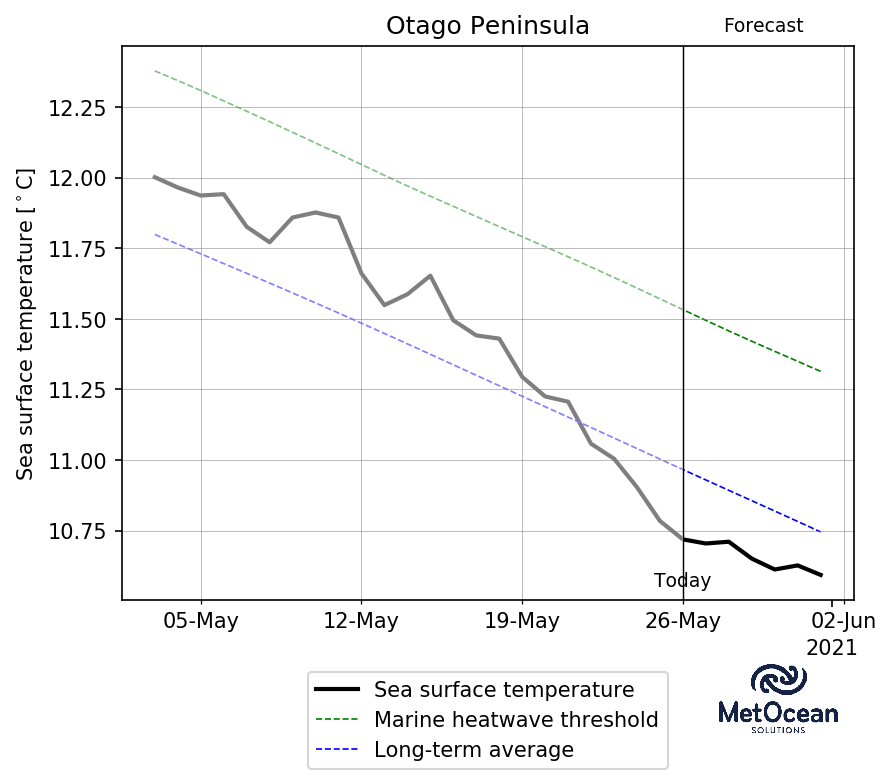 Otago Peninsula
Forecast
Sea surface temperature [°C]
12.25
12.00
11.75
11.50
11.25
11.00
10.75
Today
05-May
12-May
19-May
26-May
02-Jun
2021
Sea surface temperature
Marine heatwave threshold
Long-term average
MetOcean
SOLUTIONS